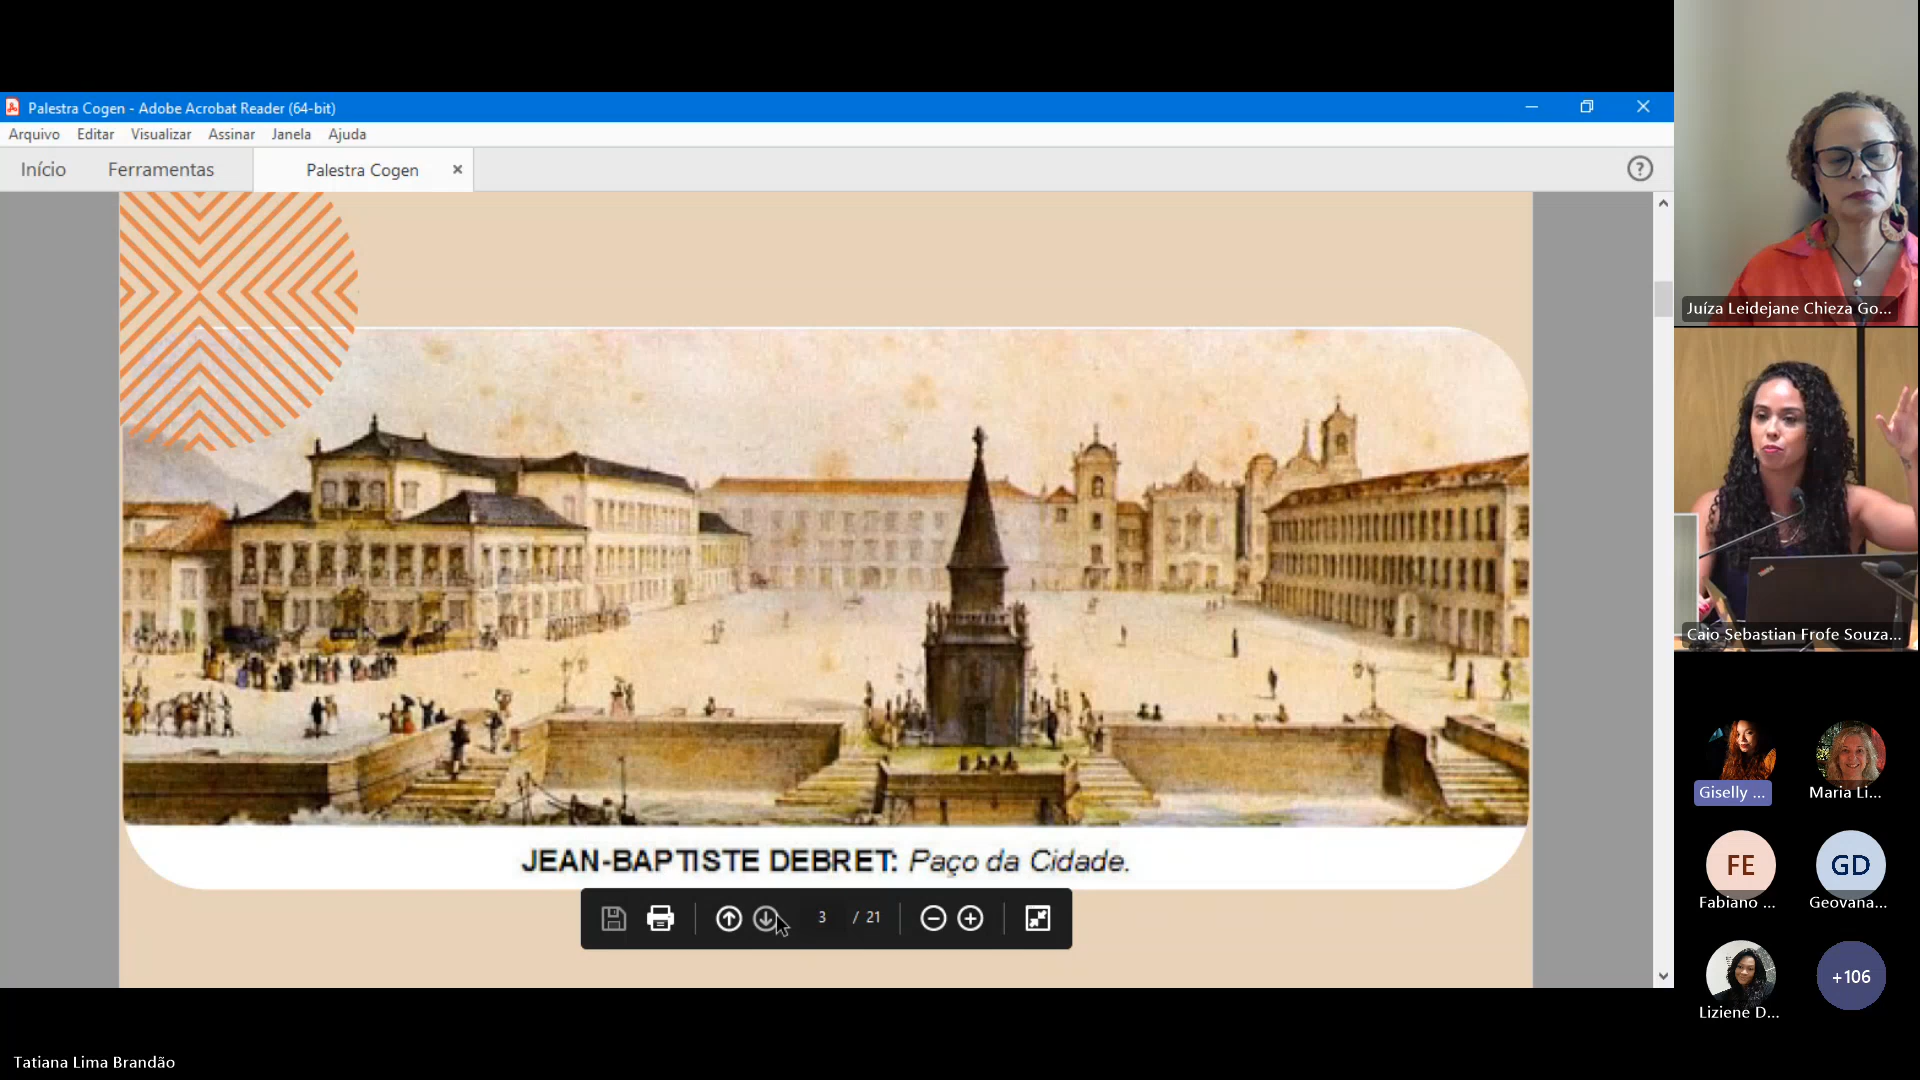 Palestra Cogen - Adobe Acrobat Reader (64-bit)
Arquivo Editar Visualizar Assinar Janela Ajuda
Início Ferramentas Palestra Cogen
JEAN-BAPTISTE DEBRET: Paço da Cidade.
3 / 21
Juíza Leidejane Chieza Go...
Caio Sebastian Frofe Souza...
Giselly ...
Maria Li...
FE
GD
Fabiano ...
Geovana...
+106
Liziene D...
Tatiana Lima Brandão